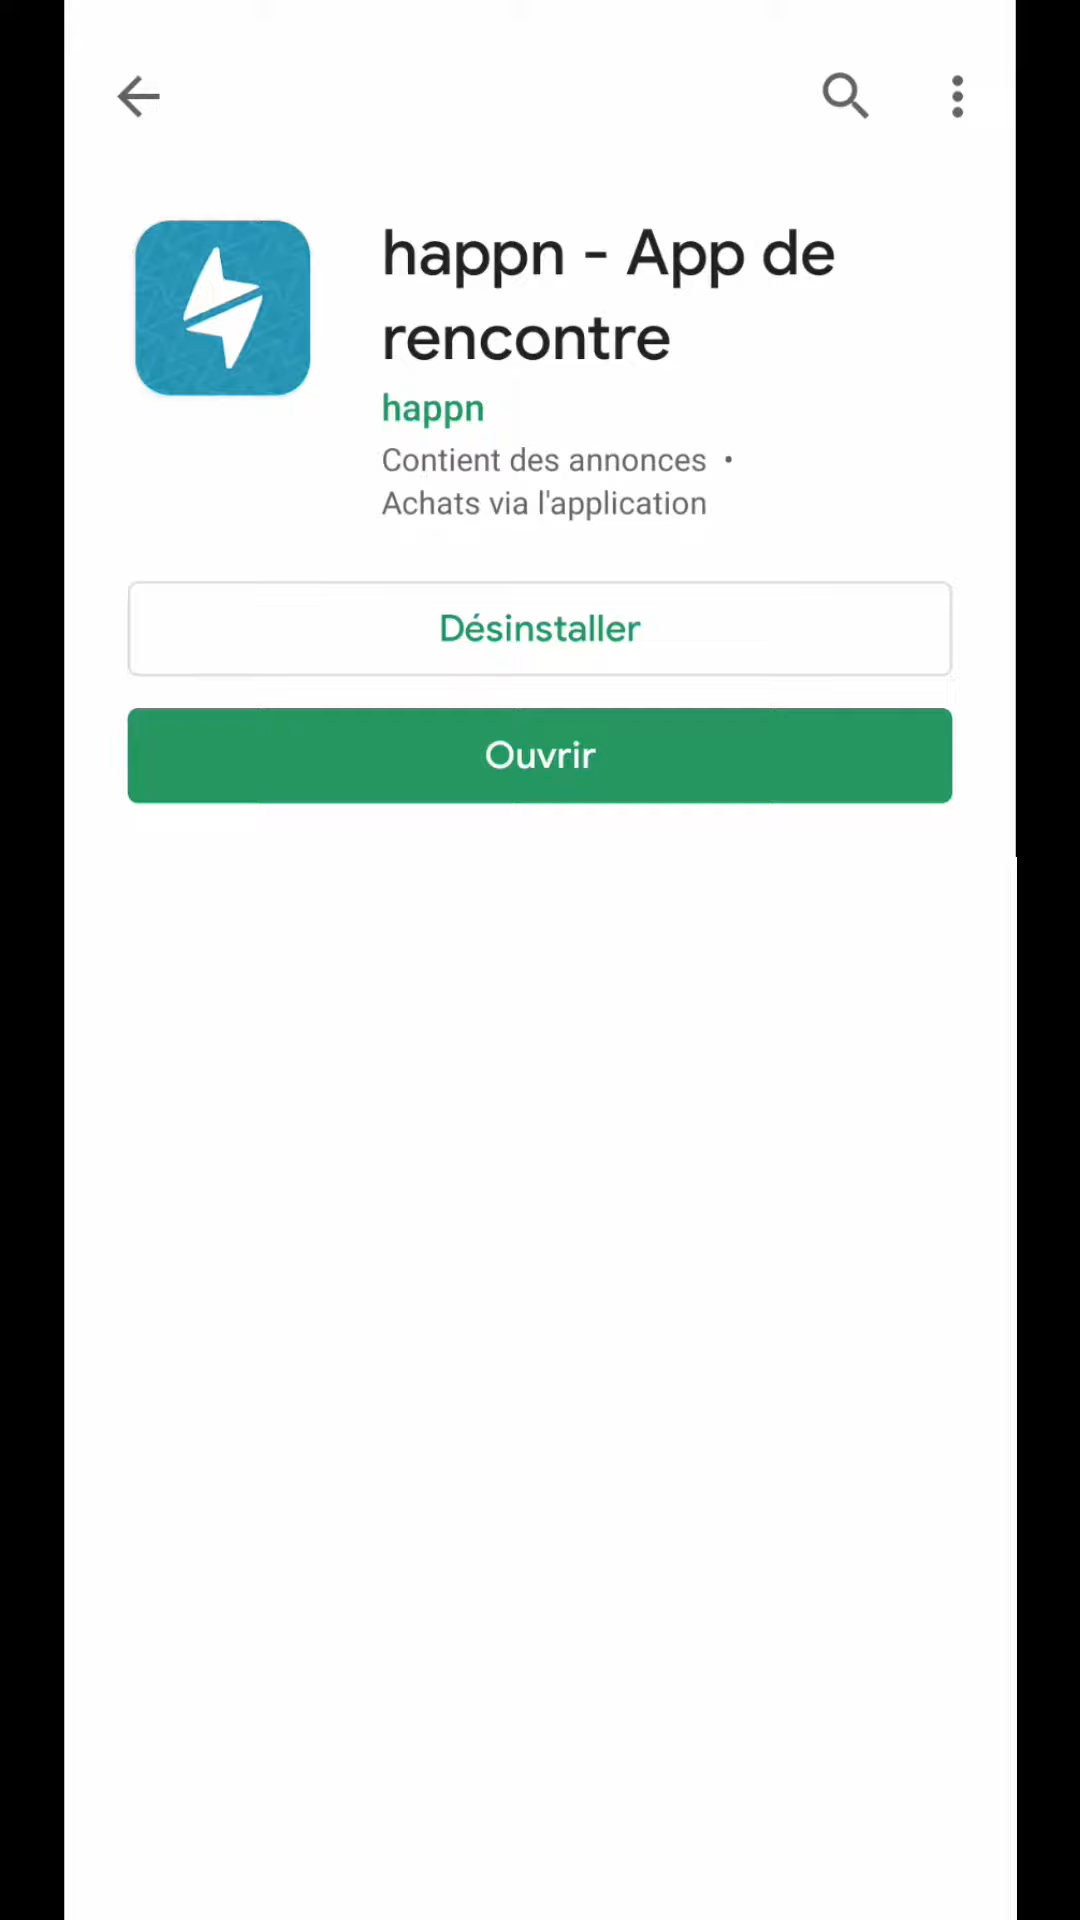 happn - App de
rencontre
happn
Contient des annonces •
Achats via l'application
Désinstaller
Ouvrir